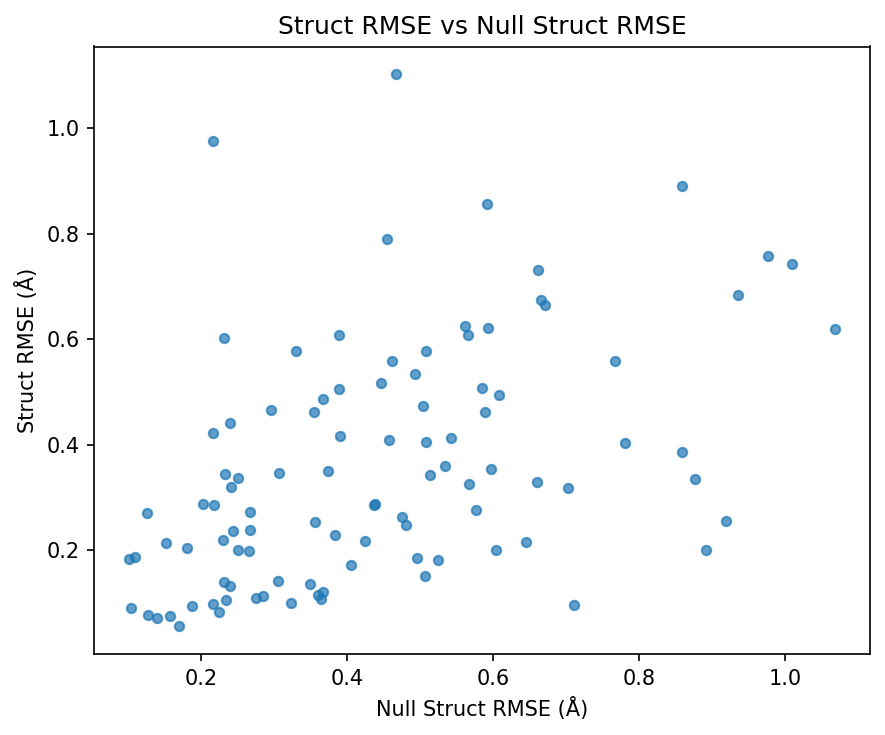 Struct RMSE vs Null Struct RMSE
Struct RMSE (Å)
1.0
0.8
0.6
0.4
0.2
0.2 0.4 0.6 0.8 1.0
Null Struct RMSE (Å)